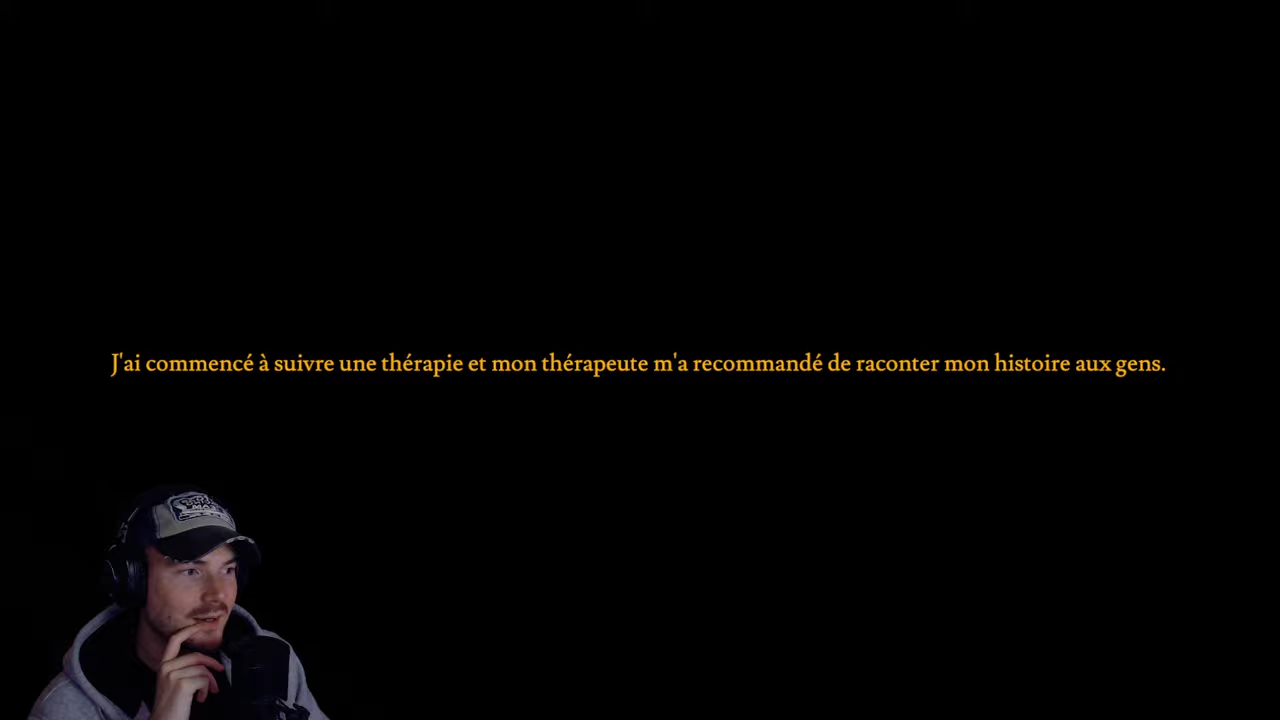 J'ai commencé à suivre une thérapie et mon thérapeute m'a recommandé de raconter mon histoire aux gens.